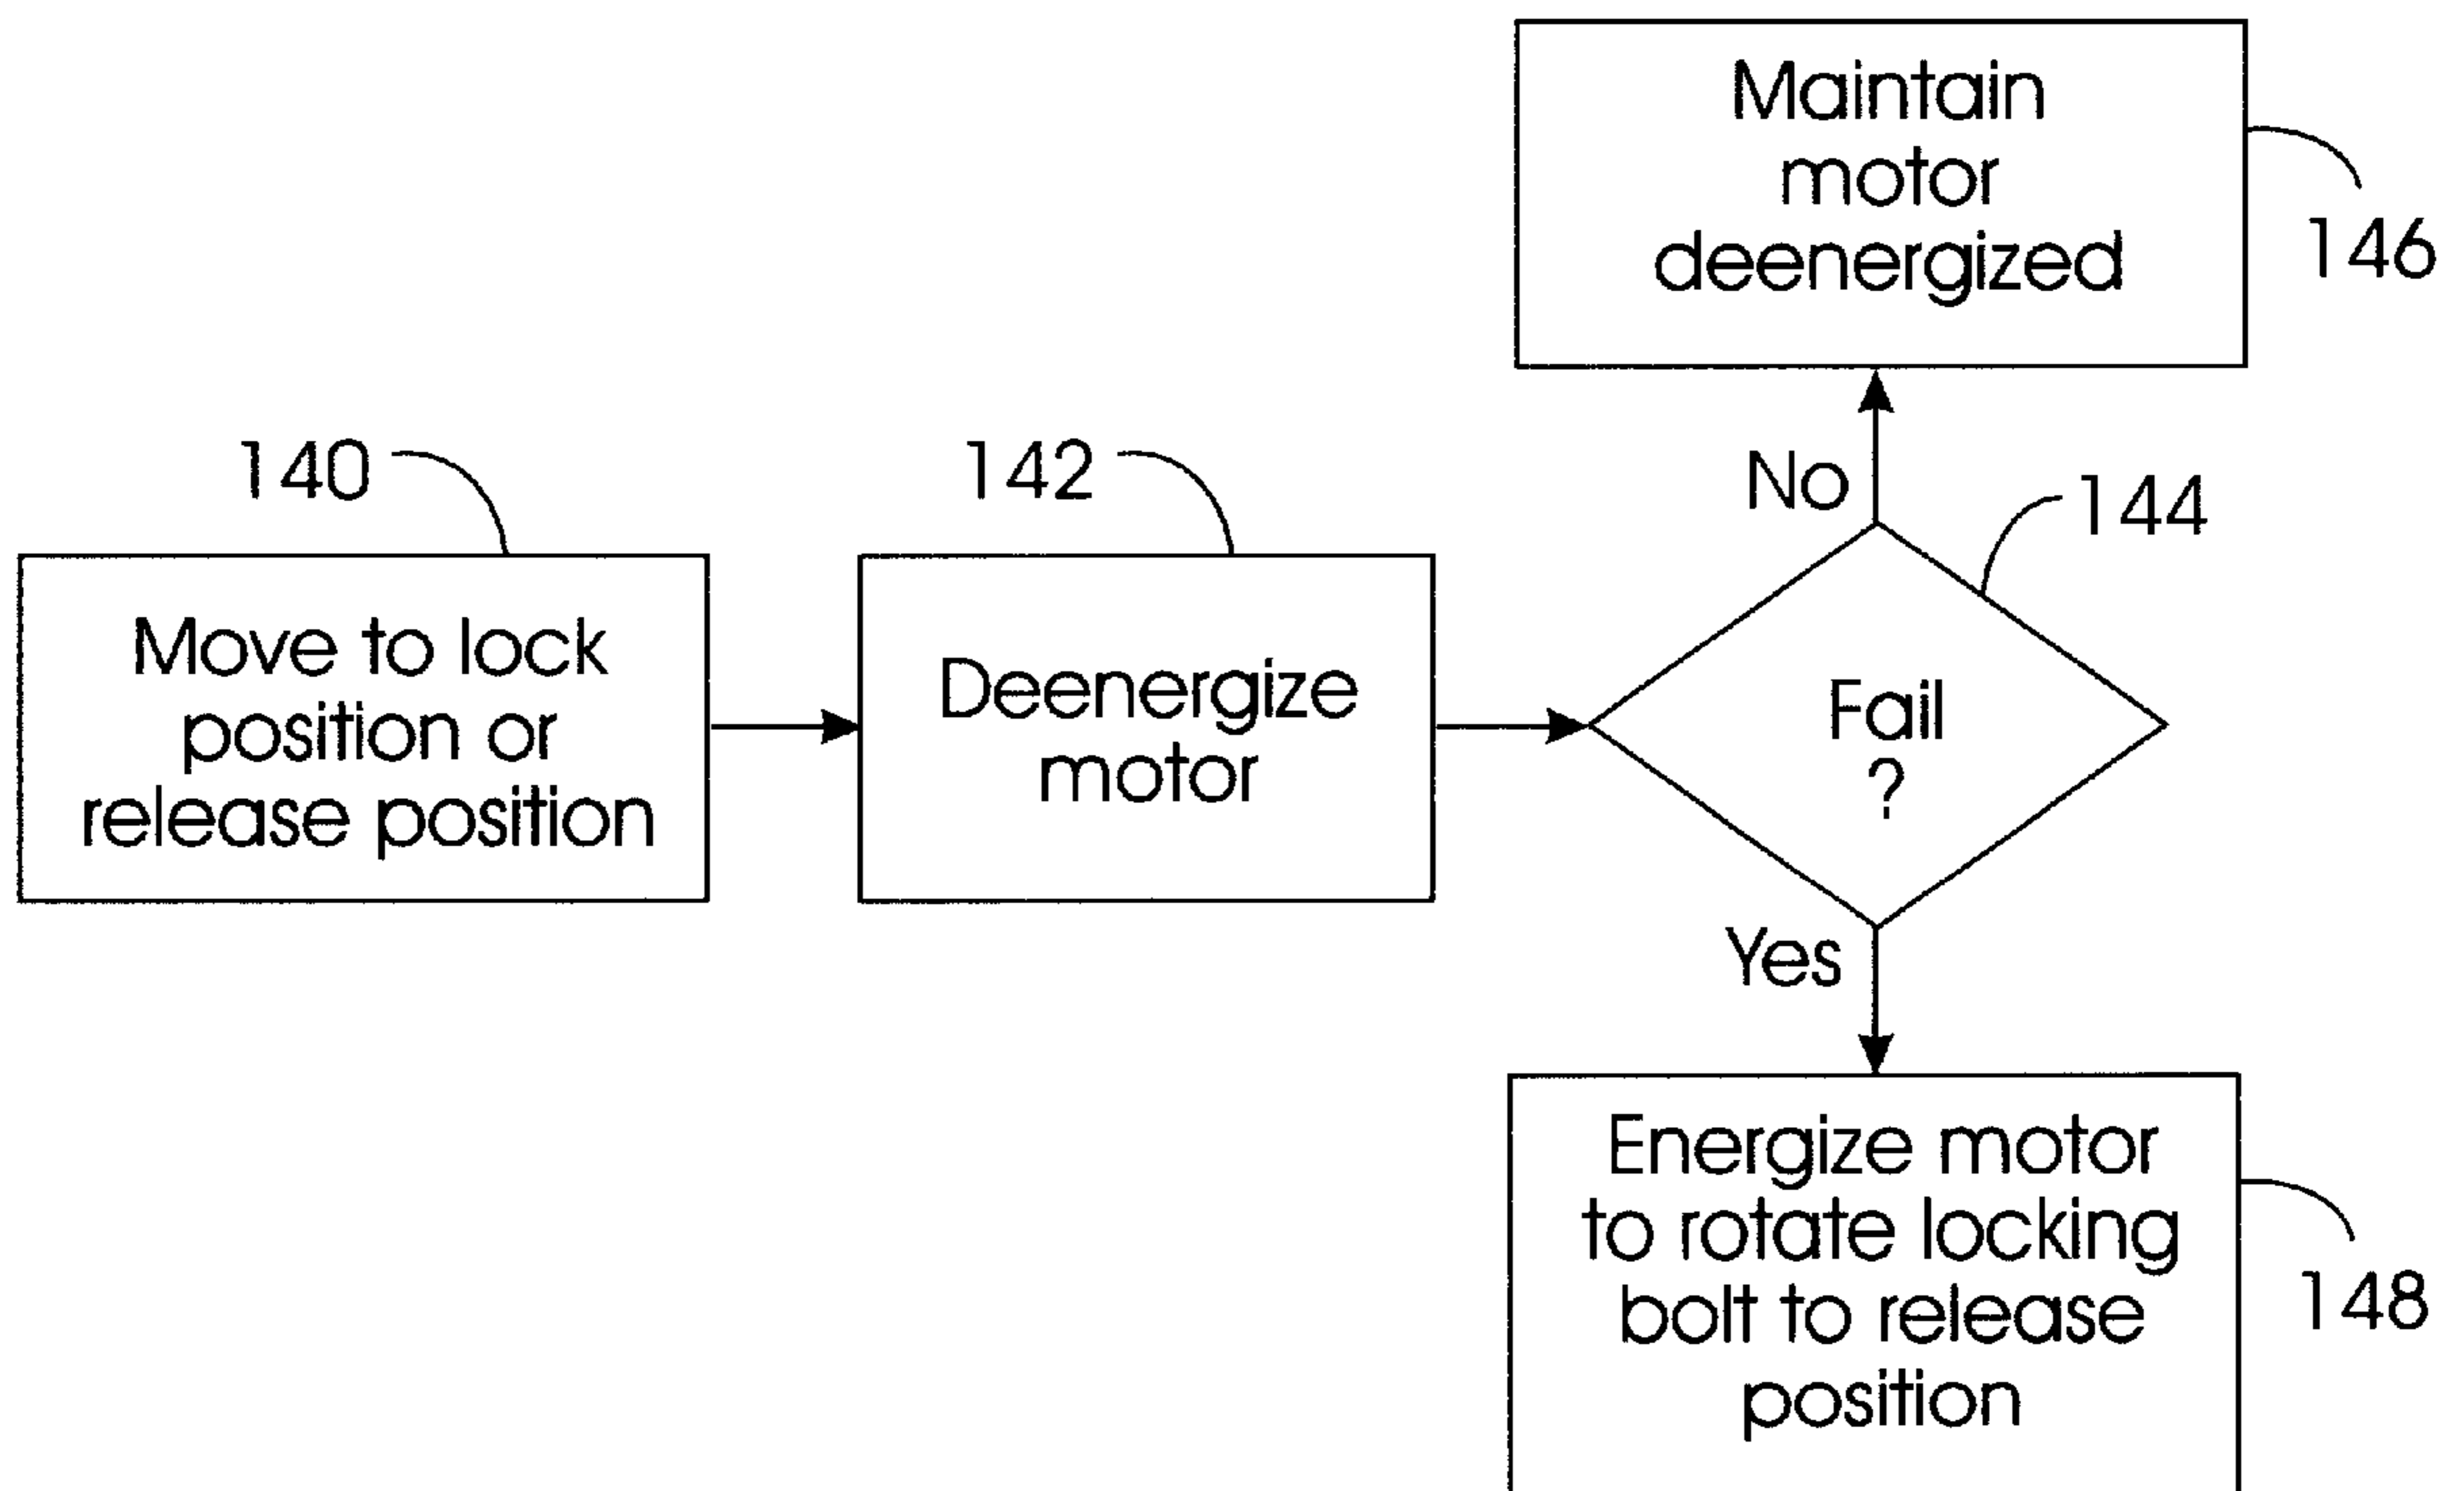 Maintain
motor
deenergized
146
140
142
No
144
Move to lock
position or
release position
Deenergize
motor
Fail
?
Yes
Energize motor
to rotate locking
bolt to release
position
148